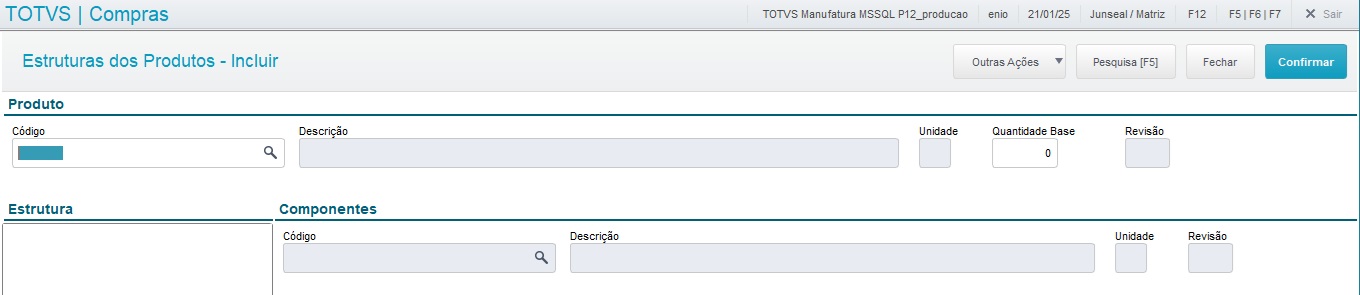 TOTVS | Compras
TOTVS Manufatura MSSQL P12_producao enio 21/01/25 Junseal / Matriz F12 F5 | F6 | F7 Sair
Estruturas dos Produtos - Incluir
Outras Ações Pesquisa [F5] Fechar Confirmar
Produto
Código Descrição Unidade Quantidade Base Revisão
0
Estrutura Componentes
Código Descrição Unidade Revisão